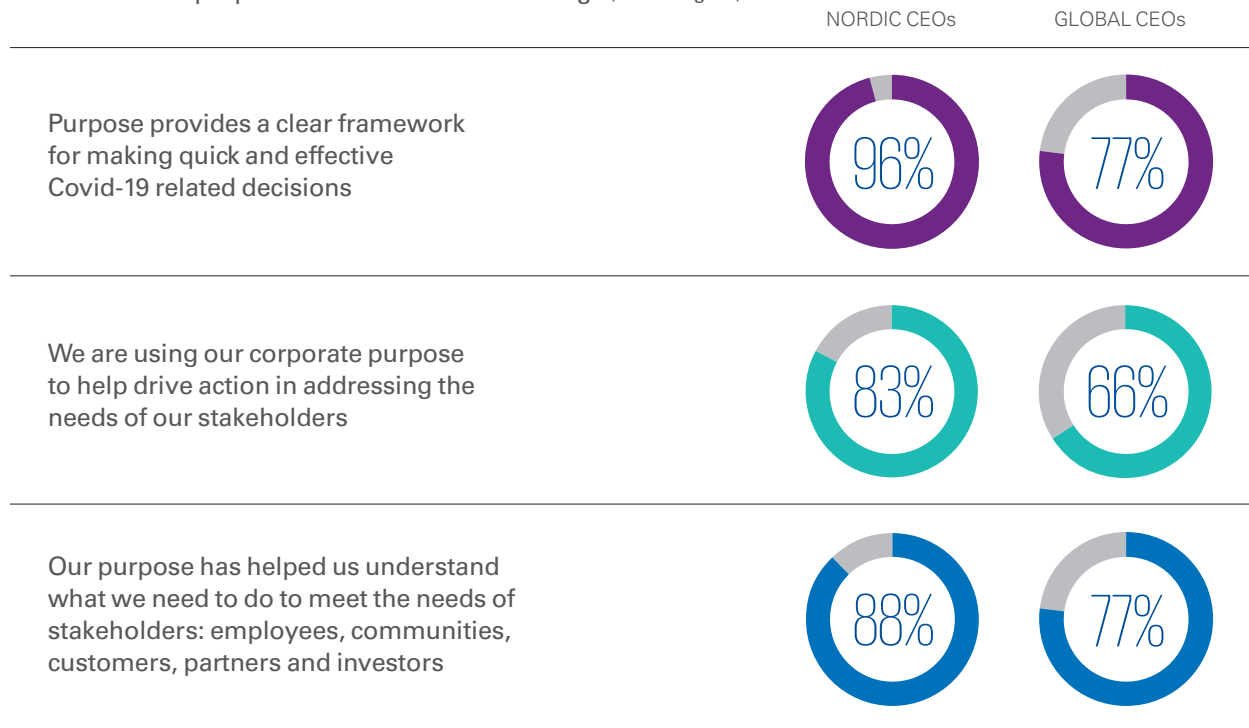 NORDIC CEOs GLOBAL CEOs
Purpose provides a clear framework
for making quick and effective
Covid-19 related decisions
96% 77%
We are using our corporate purpose
to help drive action in addressing the
needs of our stakeholders
83% 66%
Our purpose has helped us understand
what we need to do to meet the needs of
stakeholders: employees, communities,
customers, partners and investors
88% 77%